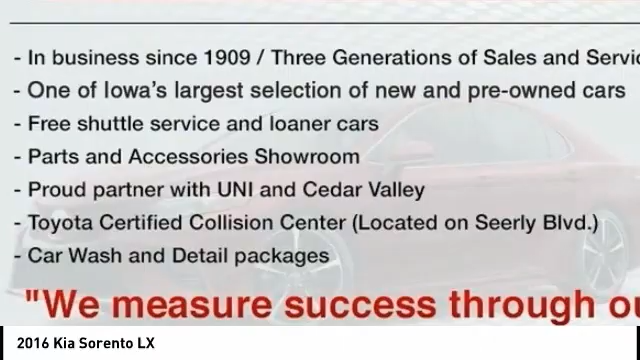 - In business since 1909 / Three Generations of Sales and
- One of Iowa's largest selection of new and pre-owned cars
- Free shuttle service and loaner cars
- Parts and Accessories Showroom
- Proud partner with UNI and Cedar Valley
- Toyota Certified Collision Center (Located on Seerly Blvd.)
- Car Wash and Detail packages
"We measure success through
2016 Kia Sorento LX